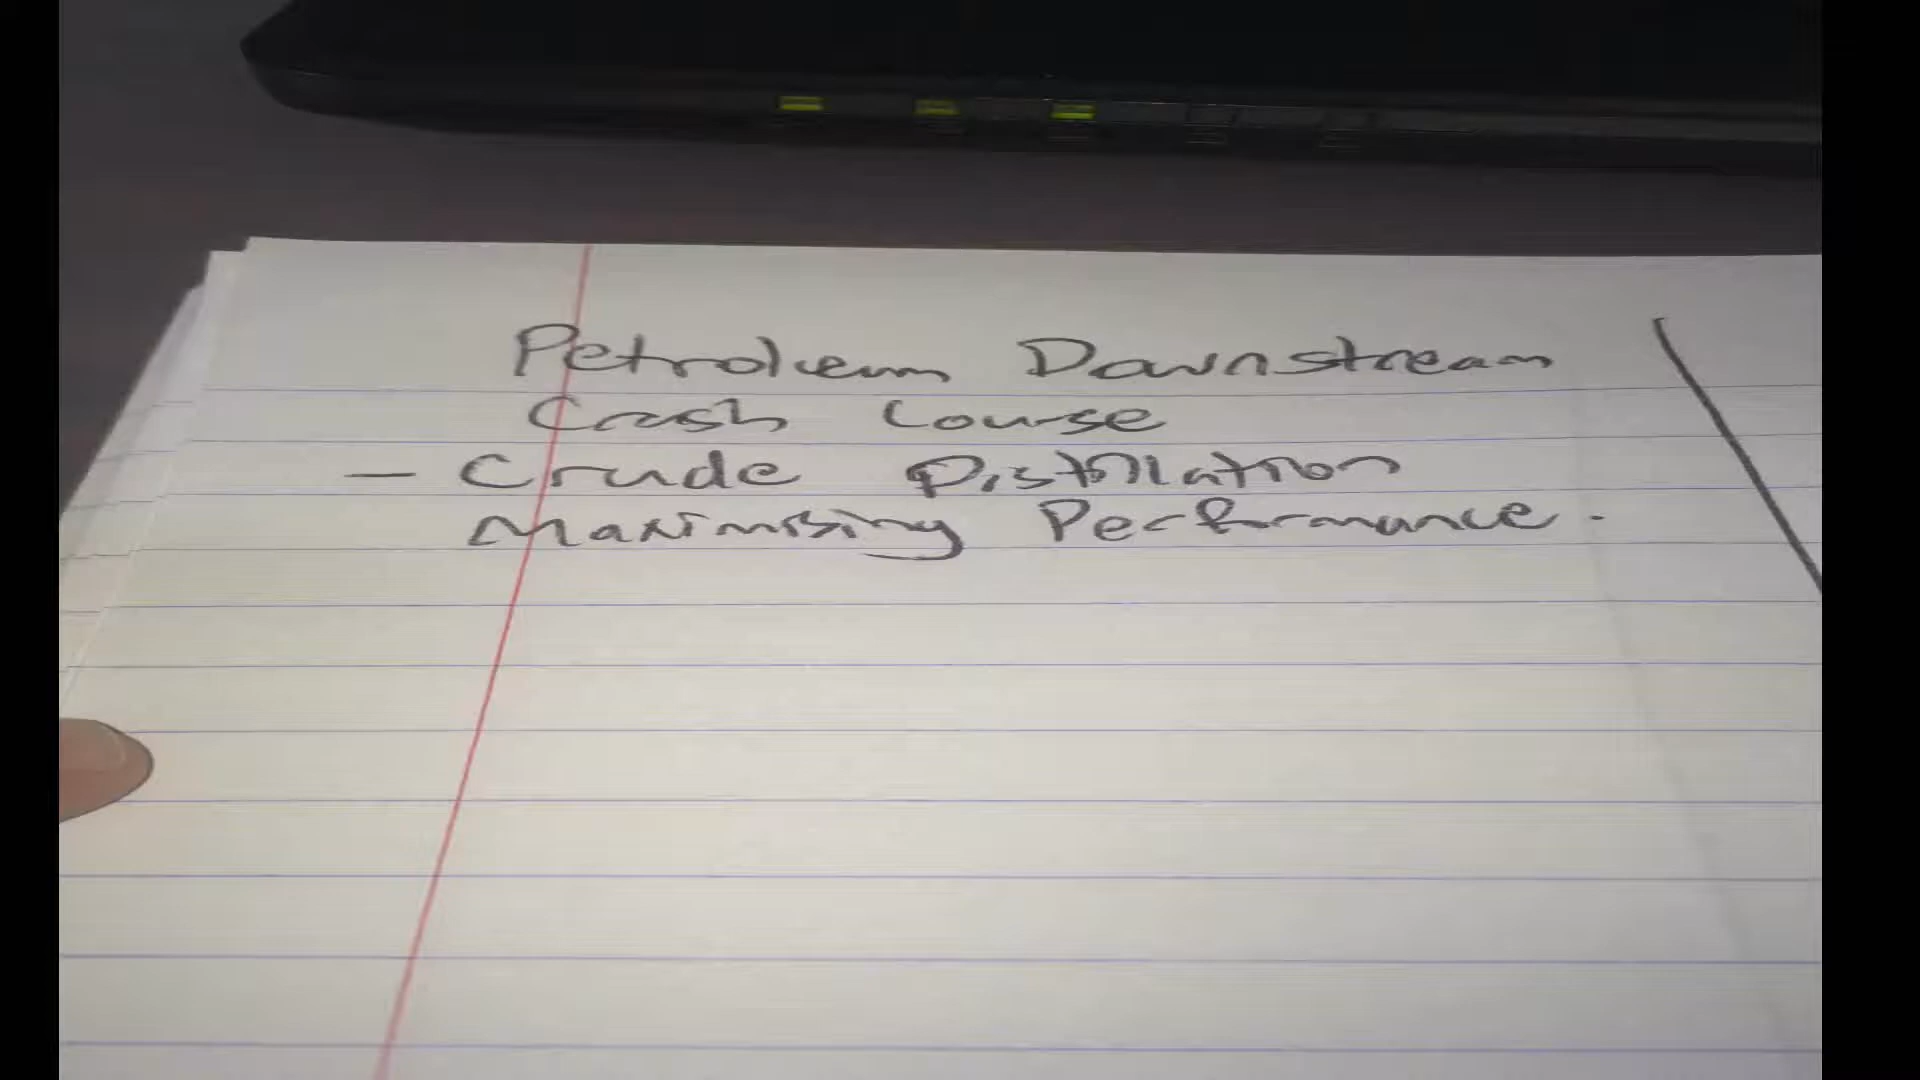 Petroleum Downstream
Crash Course
- Crude Distillation
Maximising Performance.